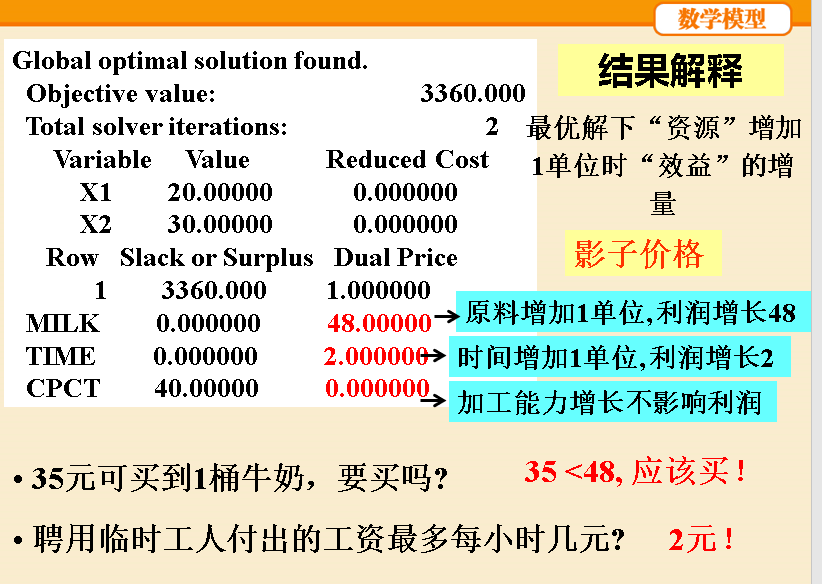 数学模型
Global optimal solution found.
Objective value: 3360.000
Total solver iterations: 2
Variable Value Reduced Cost
X1 20.00000 0.000000
X2 30.00000 0.000000
Row Slack or Surplus Dual Price
1 3360.000 1.000000
MILK 0.000000 48.00000
TIME 0.000000 2.000000
CPCT 40.00000 0.000000
结果解释
最优解下“资源”增加
1单位时“效益”的增
量
影子价格
原料增加1单位,利润增长48
时间增加1单位,利润增长2
加工能力增长不影响利润
• 35元可买到1桶牛奶，要买吗?
35 <48, 应该买！
• 聘用临时工人付出的工资最多每小时几元?
2元！